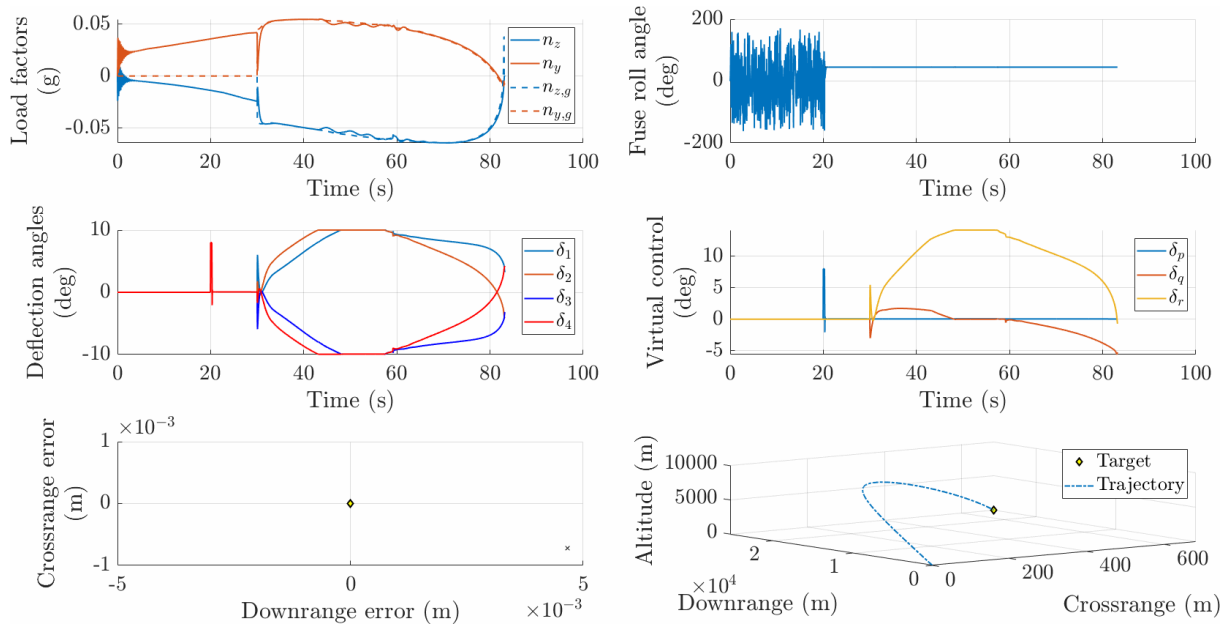 Load factors
(g)
0.05
0
-0.05
0 20 40 60 80 100
Time (s)
n_z
n_y
n_{z,g}
n_{y,g}
Fuse roll angle
(deg)
200
0
-200
0 20 40 60 80 100
Time (s)
Deflection angles
(deg)
10
0
-10
0 20 40 60 80 100
Time (s)
δ_1
δ_2
δ_3
δ_4
Virtual control
(deg)
10
5
0
-5
0 20 40 60 80 100
Time (s)
δ_p
δ_q
δ_r
Crossrange error
(m)
×10^{-3}
1
0
-1
-5 0 5
Downrange error (m)
×10^{-3}
Altitude (m)
10000
5000
0
2 1 0
×10^4
Downrange (m)
0 200 400 600
Crossrange (m)
Target
Trajectory